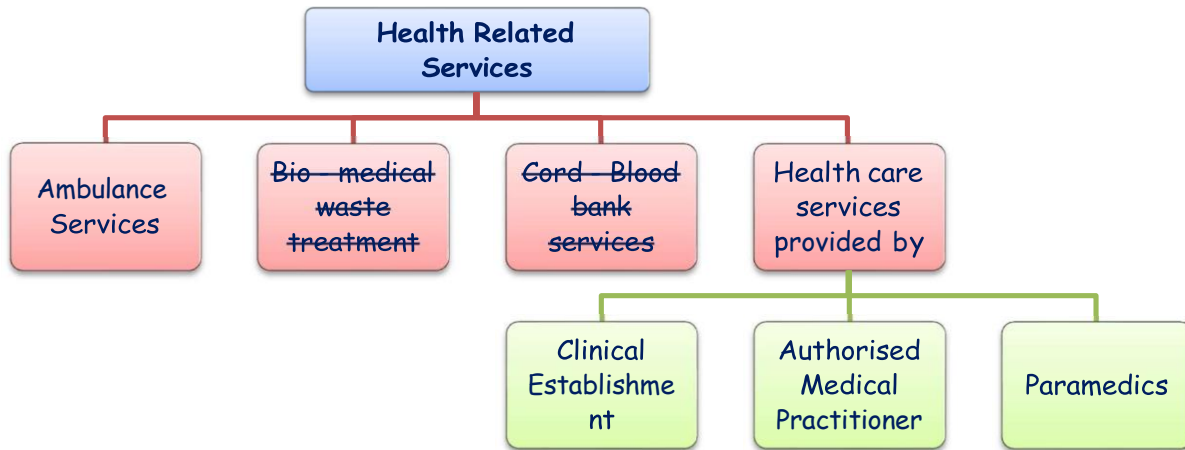 Health Related
Services
Ambulance
Services
Bio - medical
waste
treatment
Cord - Blood
bank
services
Health care
services
provided by
Clinical
Establishme
nt
Authorised
Medical
Practitioner
Paramedics